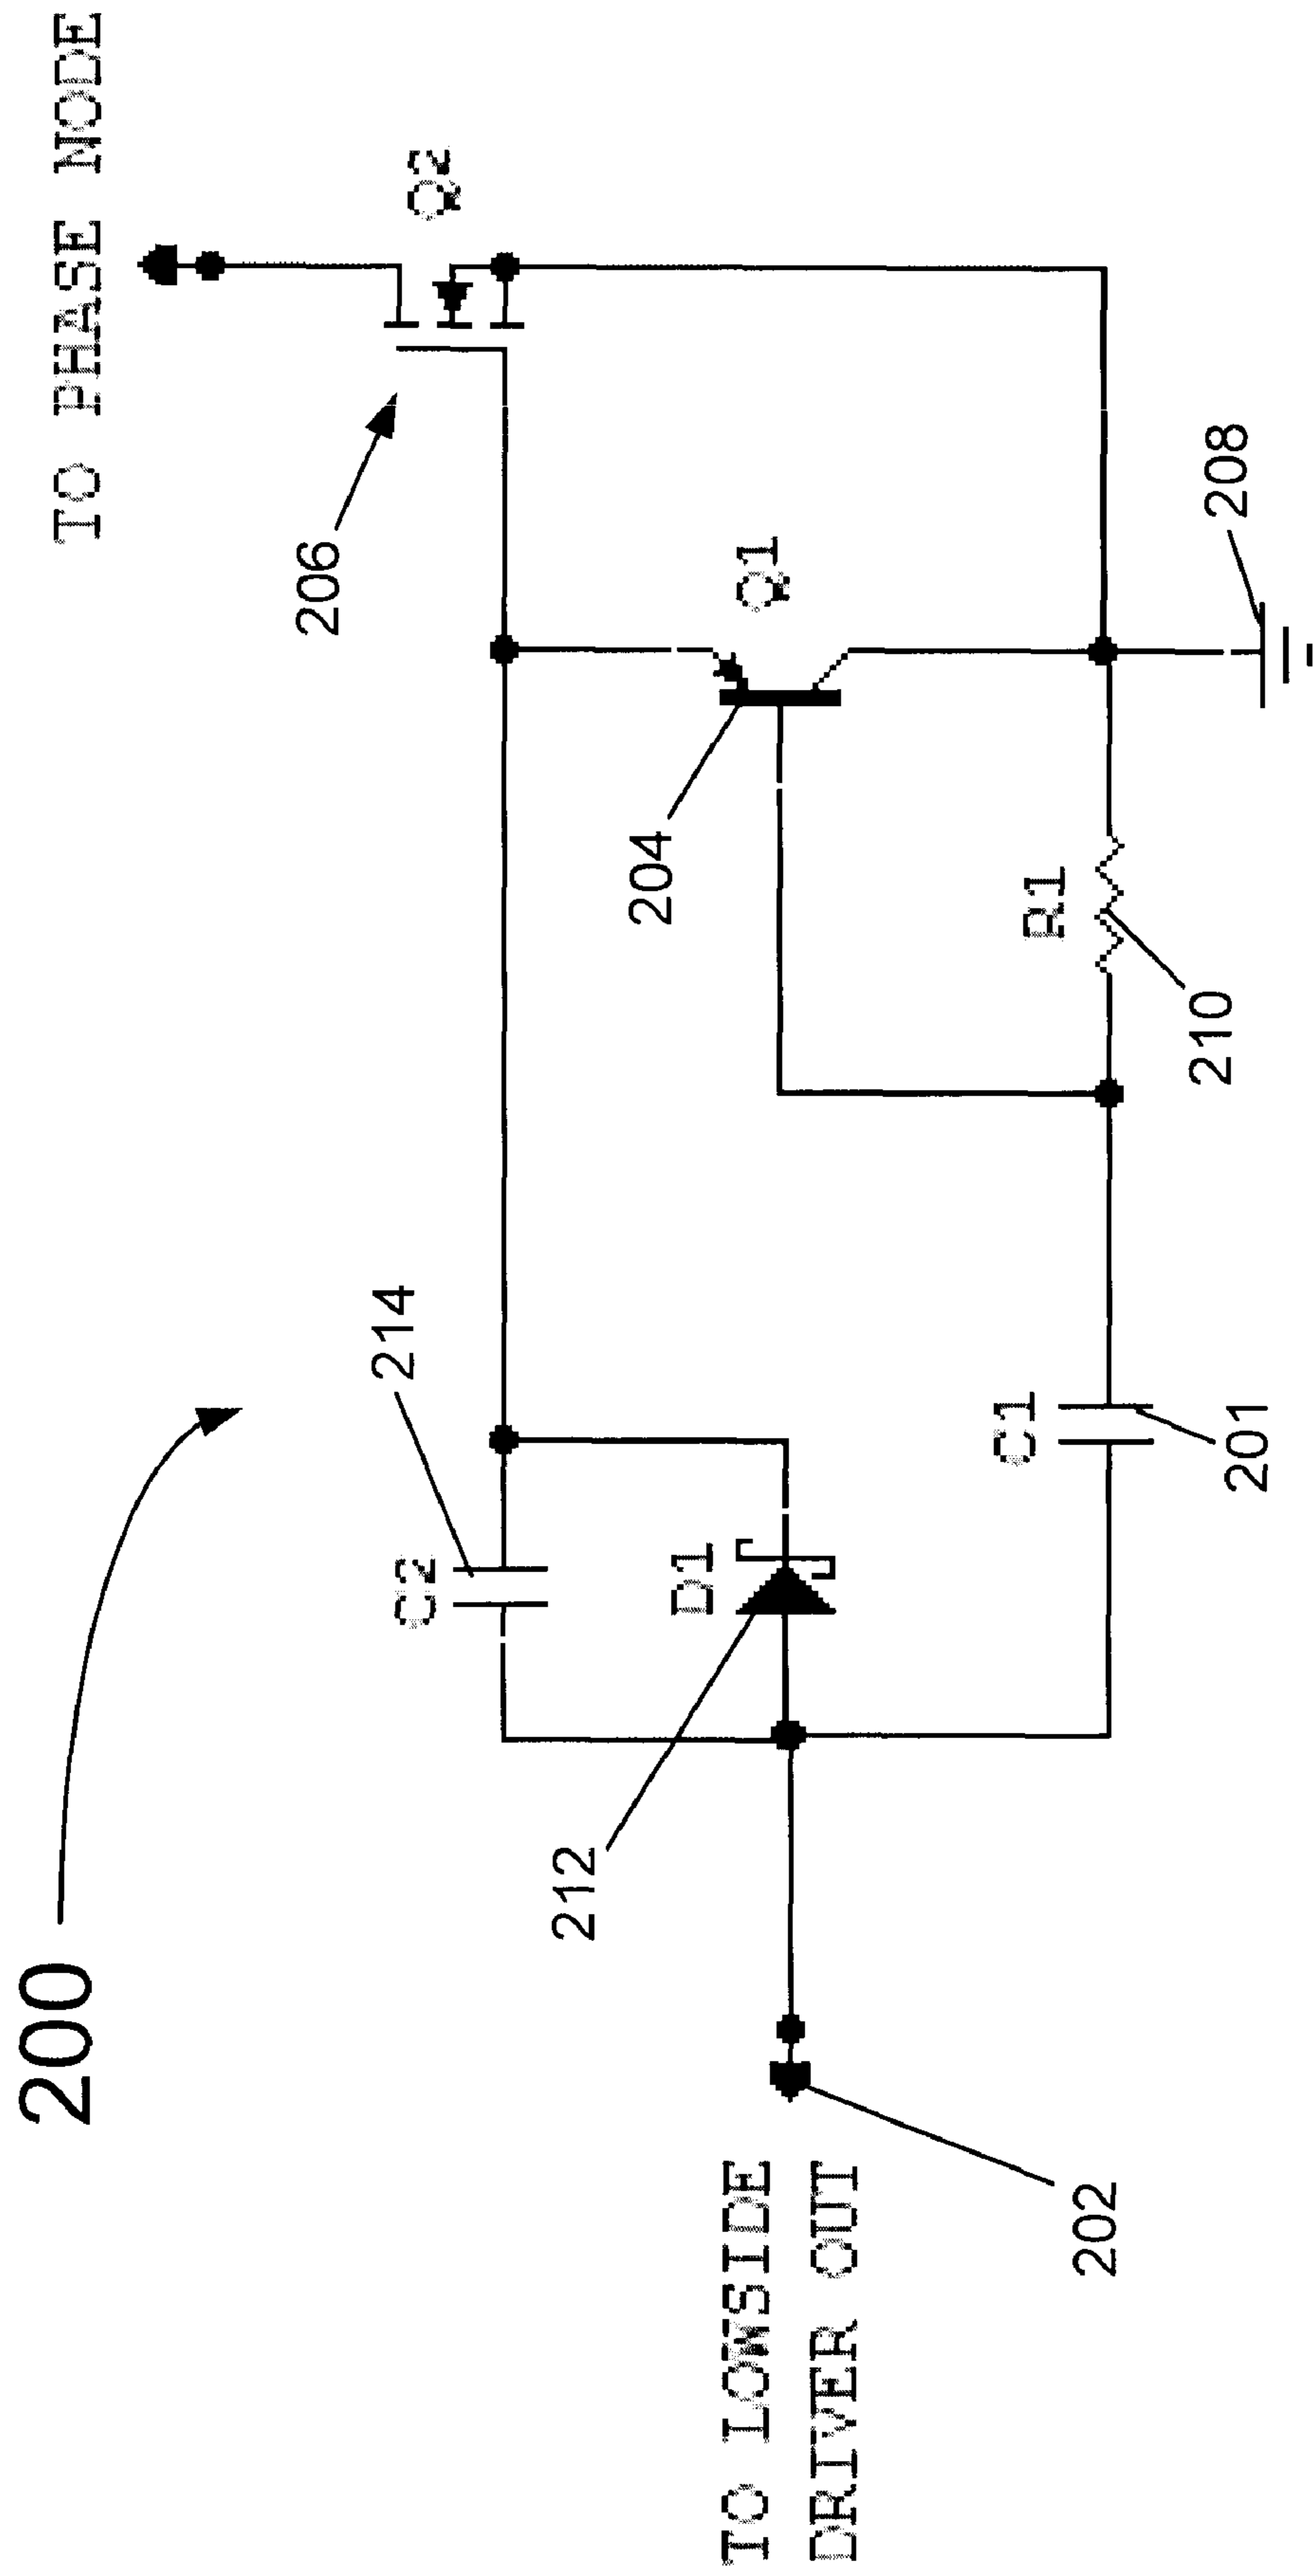 200
TO PHASE NODE
C2
214
206
Q2
212
D1
204
Q1
TO LOWSIDE
DRIVER OUT
202
C1
201
R1
210
208